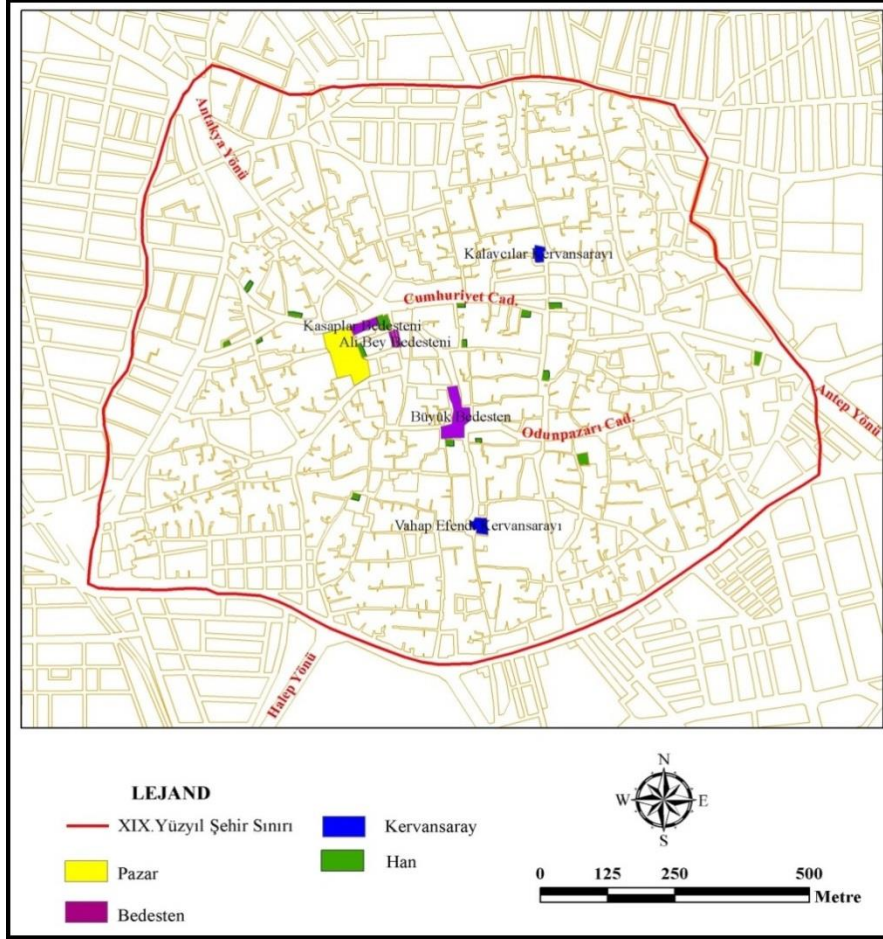 Antakya Yönü
Kalaycılar Kervansarayı
Cumhuriyet Cad.
Kasaplar Bedesteni
Ali Bey Bedesteni
Antep Yönü
Büyük Bedesten
Odunpazarı Cad.
Vahap Efendi Kervansarayı
Halep Yönü
LEJAND
XIX.Yüzyıl Şehir Sınırı
Kervansaray
Pazar
Han
Bedesten
N
W E
S
0 125 250 500
Metre